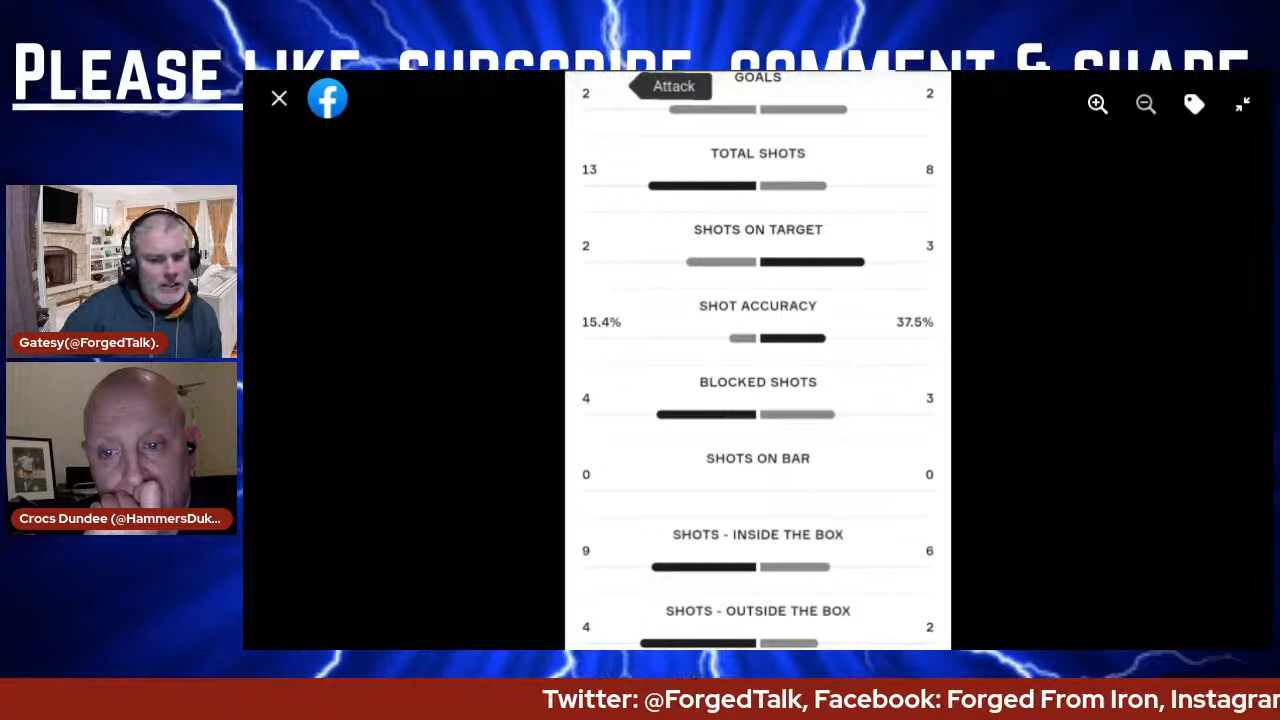 PLEASE LIKE, SUBSCRIBE, COMMENT & SHARE
Attack
GOALS
2 2
TOTAL SHOTS
13 8
SHOTS ON TARGET
2 3
SHOT ACCURACY
15.4% 37.5%
BLOCKED SHOTS
4 3
SHOTS ON BAR
0 0
SHOTS - INSIDE THE BOX
9 6
SHOTS - OUTSIDE THE BOX
4 2
Gatesy(@ForgedTalk).
Crocs Dundee (@HammersDuk...
Twitter: @ForgedTalk, Facebook: Forged From Iron, Instagrar